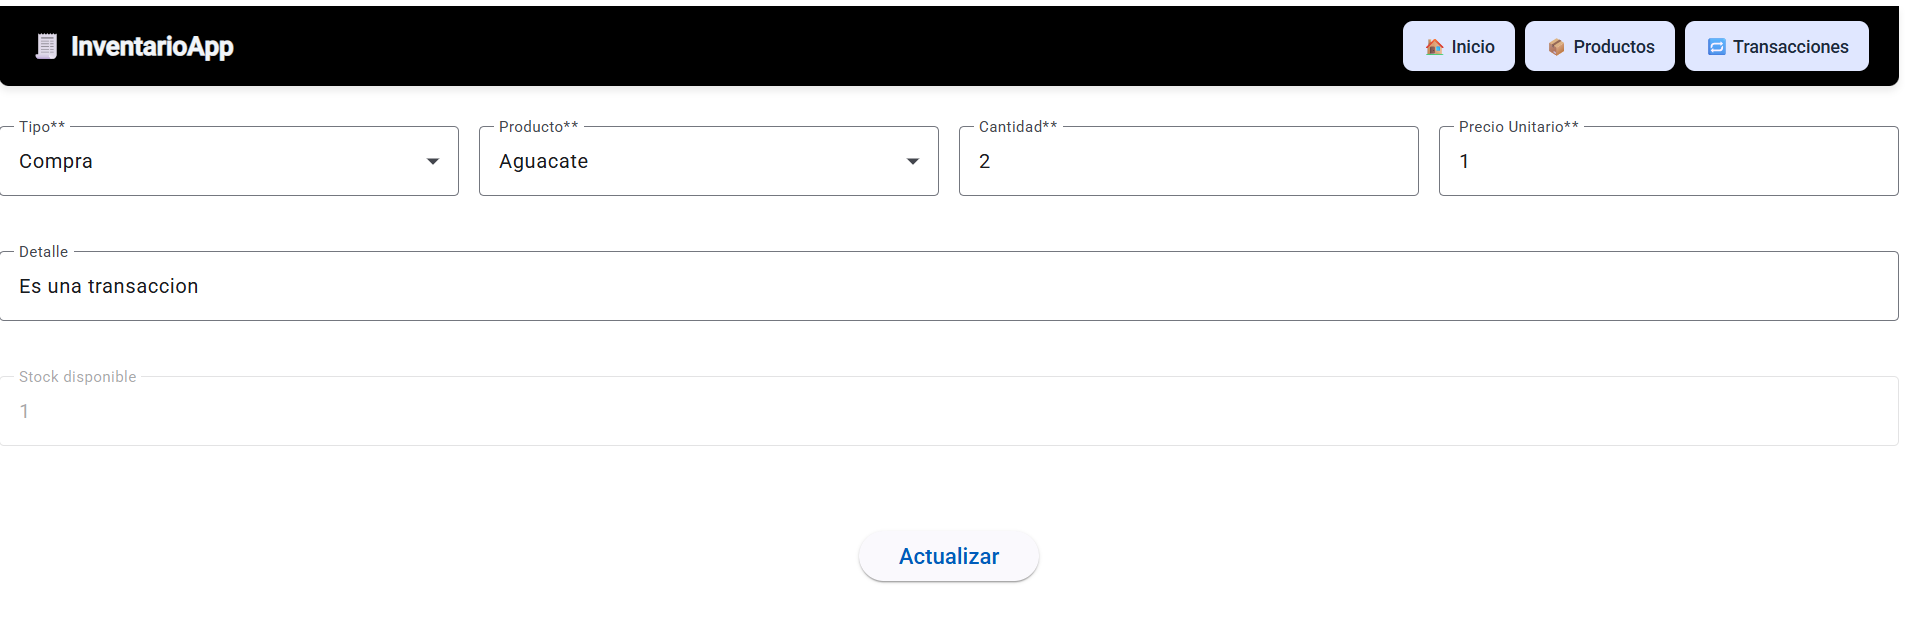 InventarioApp
Inicio Productos Transacciones
Tipo** Producto** Cantidad** Precio Unitario**
Compra Aguacate 2 1
Detalle
Es una transaccion
Stock disponible
1
Actualizar